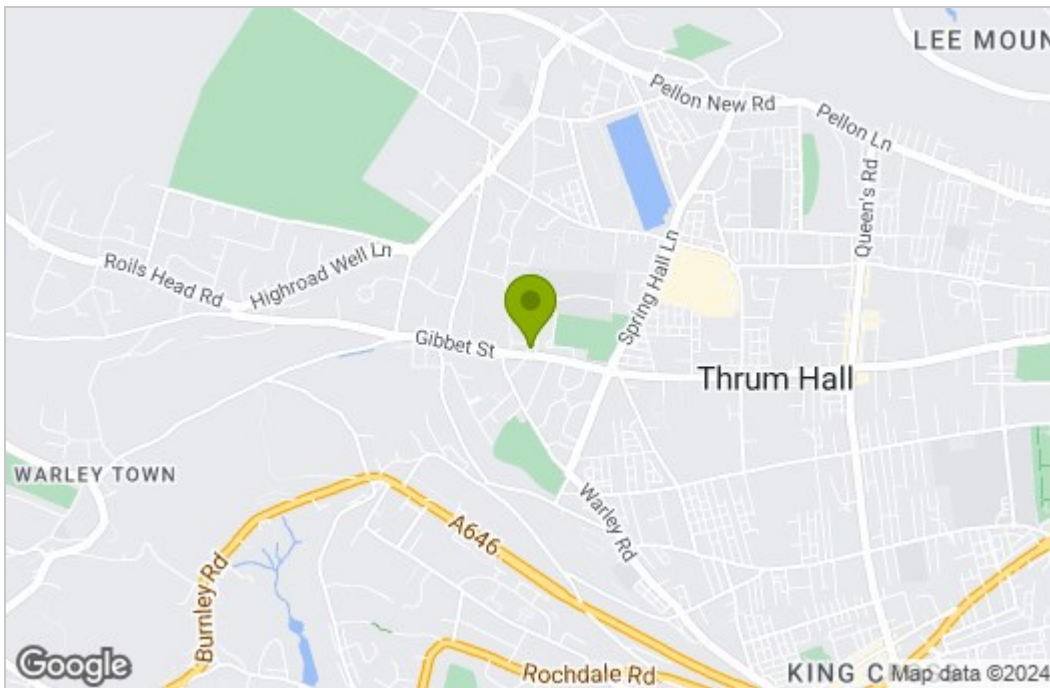 LEE MOUN
Pellon New Rd
Pellon Ln
Queen's Rd
Spring Hall Ln
Highroad Well Ln
Roils Head Rd
Gibbet St
Thrum Hall
WARLEY TOWN
Warley Rd
A646
Burnley Rd
Rochdale Rd
KING C
Google
Map data ©2024